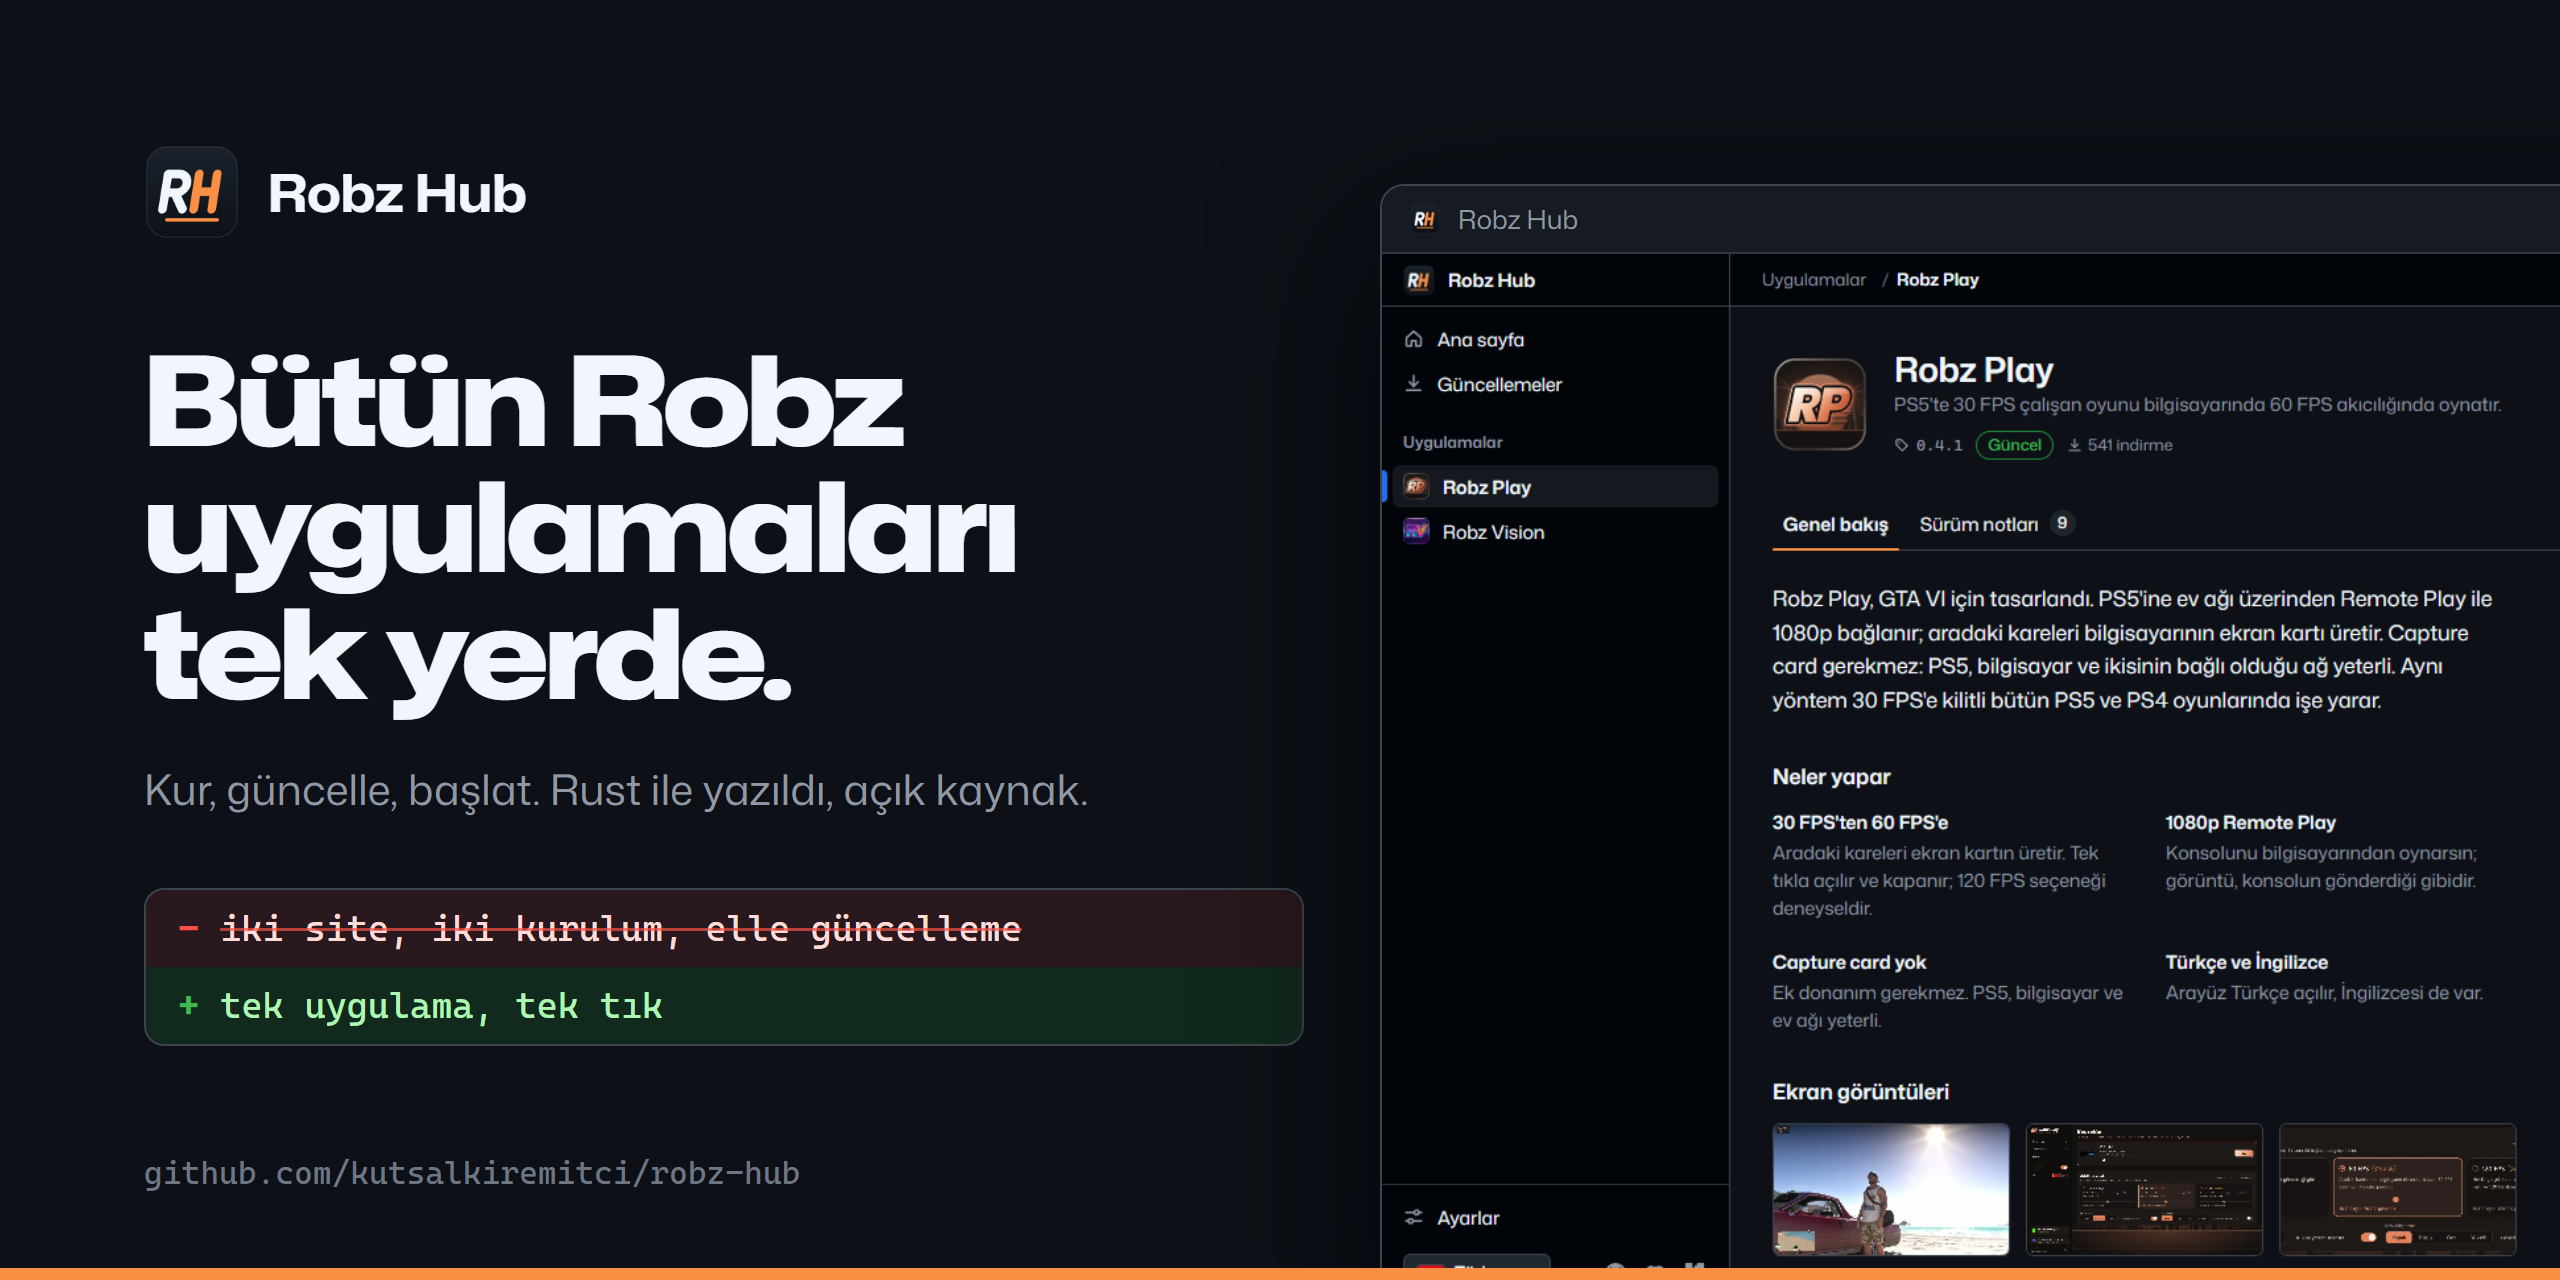 RH Robz Hub
Bütün Robz
uygulamaları
tek yerde.
Kur, güncelle, başlat. Rust ile yazıldı, açık kaynak.
- iki site, iki kurulum, elle güncelleme
+ tek uygulama, tek tık
github.com/kutsalkiremitci/robz-hub
RH Robz Hub
RH Robz Hub
Ana sayfa
Güncellemeler
Uygulamalar
RP Robz Play
RV Robz Vision
Ayarlar
Uygulamalar / Robz Play
RP
Robz Play
PS5'te 30 FPS çalışan oyunu bilgisayarında 60 FPS akıcılığında oynatır.
0.4.1 Güncel 541 indirme
Genel bakış Sürüm notları 9
Robz Play, GTA VI için tasarlandı. PS5'ine ev ağı üzerinden Remote Play ile
1080p bağlanır; aradaki kareleri bilgisayarının ekran kartı üretir. Capture
card gerekmez: PS5, bilgisayar ve ikisinin bağlı olduğu ağ yeterli. Aynı
yöntem 30 FPS'e kilitli bütün PS5 ve PS4 oyunlarında işe yarar.
Neler yapar
30 FPS'ten 60 FPS'e
Aradaki kareleri ekran kartın üretir. Tek
tıkla açılır ve kapanır; 120 FPS seçeneği
deneyseldir.
1080p Remote Play
Konsolunu bilgisayarından oynarsın;
görüntü, konsolun gönderdiği gibidir.
Capture card yok
Ek donanım gerekmez. PS5, bilgisayar ve
ev ağı yeterli.
Türkçe ve İngilizce
Arayüz Türkçe açılır, İngilizcesi de var.
Ekran görüntüleri